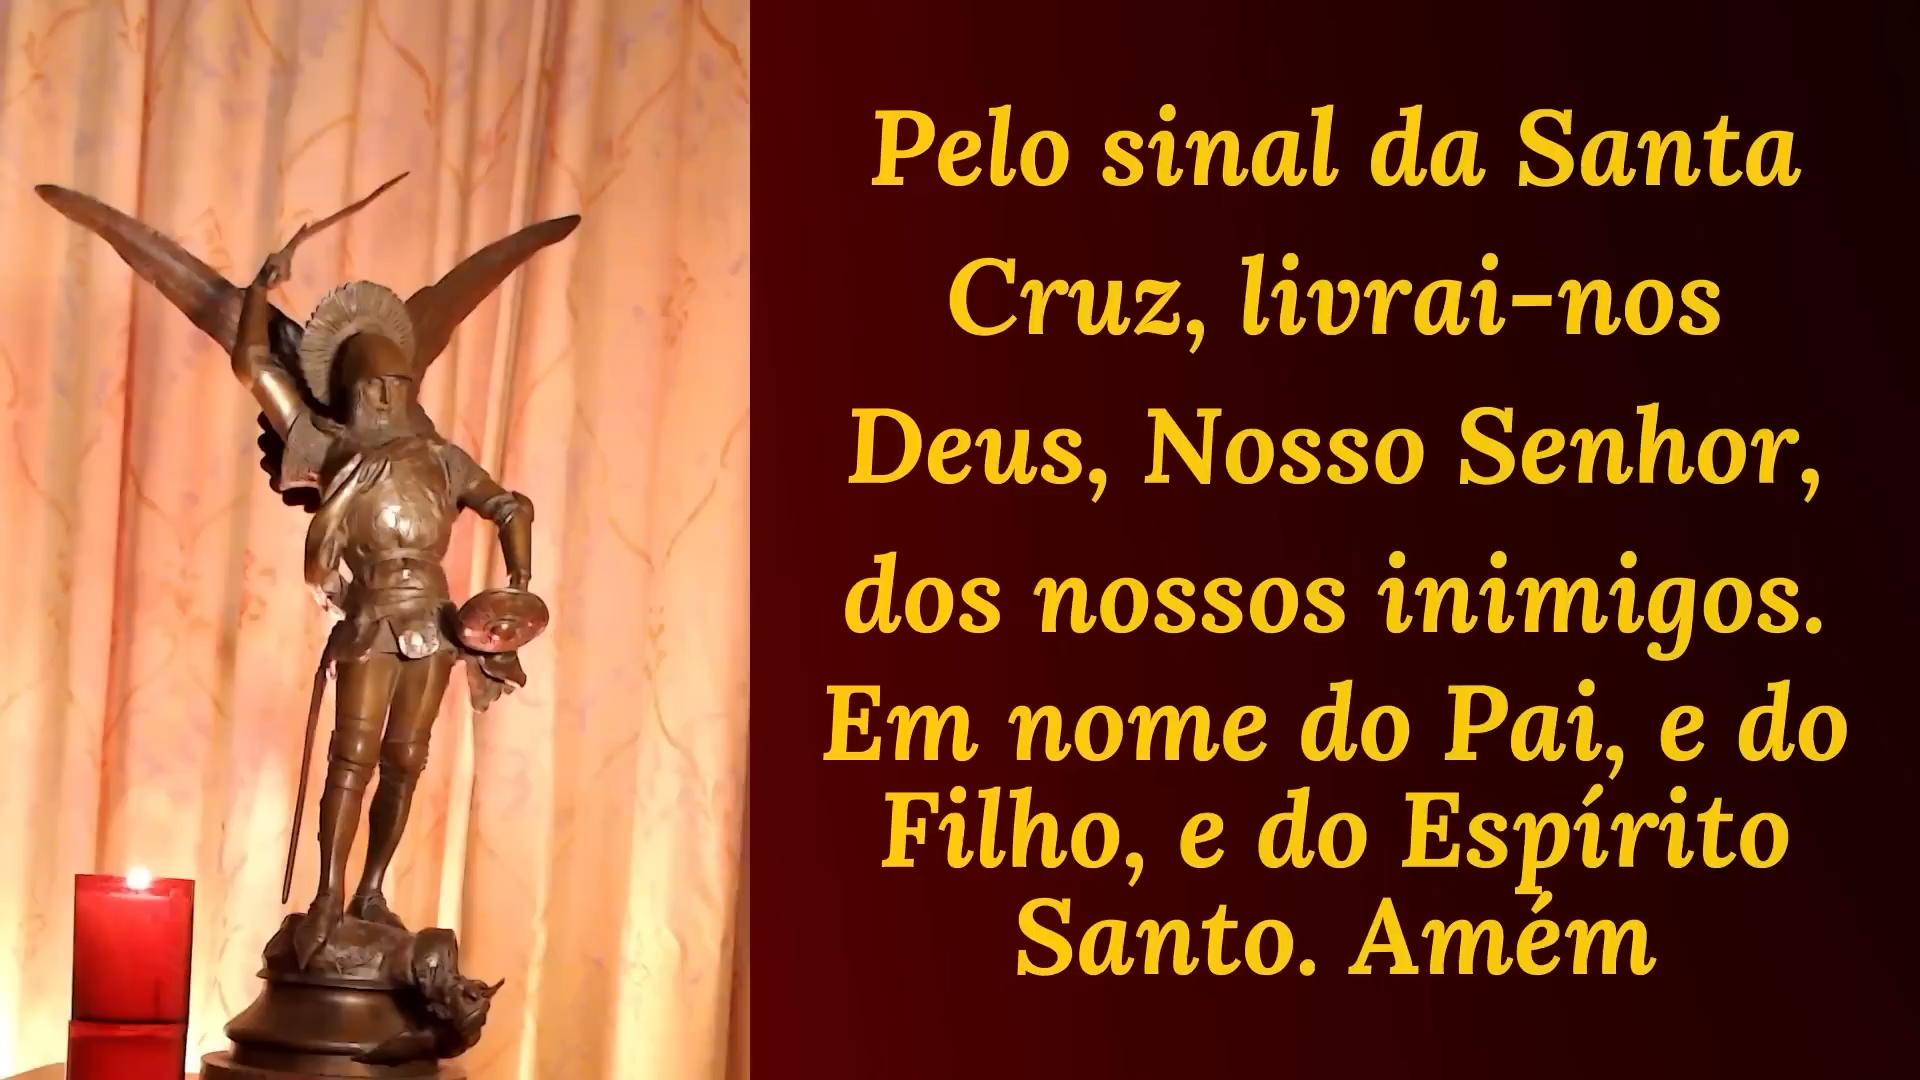 Pelo sinal da Santa
Cruz, livrai-nos
Deus, Nosso Senhor,
dos nossos inimigos.
Em nome do Pai, e do
Filho, e do Espírito
Santo. Amém